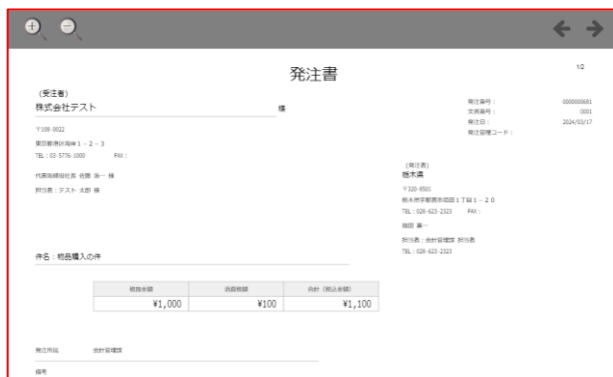 発注書
1/2
(受注者)
株式会社テスト 様
発注番号: 0000000681
文書番号: 0001
発注日: 2024/03/17
発注管理コード:
〒108-0022
東京都港区海岸1-2-3
TEL:03-5776-1000 FAX:
代表取締役社長 佐藤 浩一 様
担当者:テスト 太郎 様
(発注者)
栃木県
〒320-8501
栃木県宇都宮市塙田1丁目1-20
TEL:028-623-2323 FAX:
担当者:会計管理課 担当者
TEL:028-623-2323
件名:物品購入の件
税抜金額 消費税額 合計(税込金額)
¥1,000 ¥100 ¥1,100
発注所属 会計管理課
備考